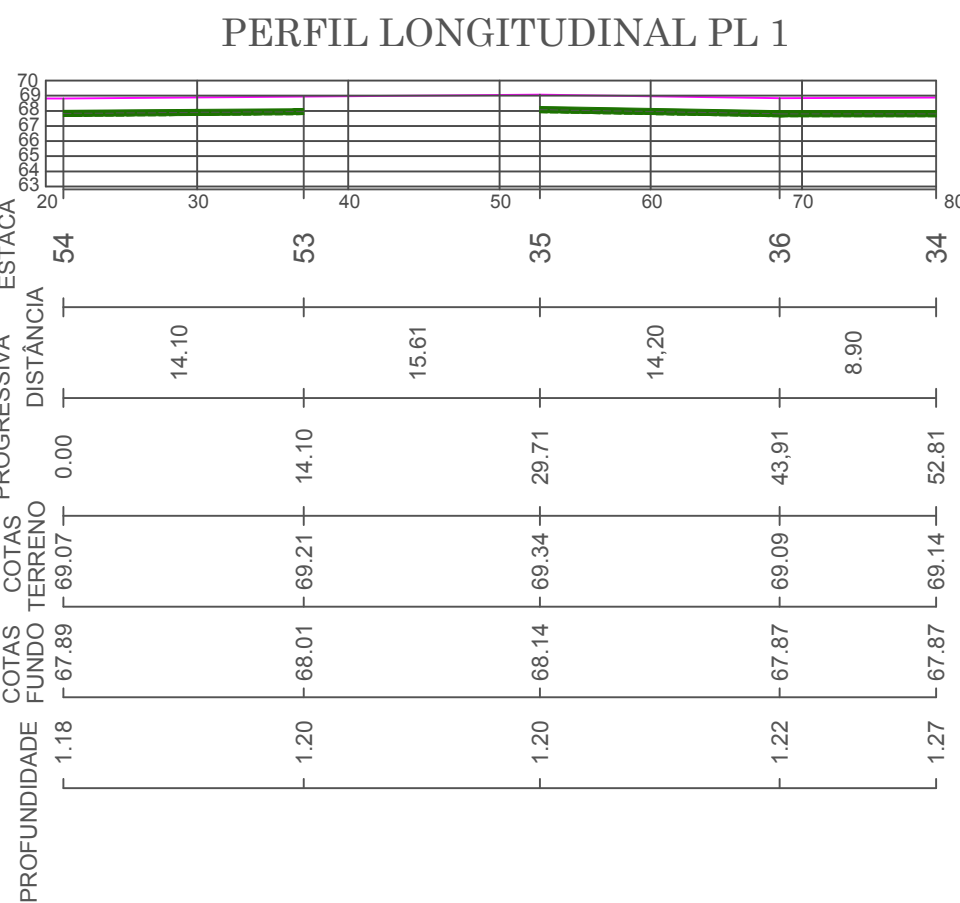 PERFIL LONGITUDINAL PL 1
70
69
68
67
66
65
64
63
20 30 40 50 60 70 80
ESTACA
54 53 35 36 34
DISTÂNCIA
14.10 15.61 14,20 8.90
PROGRESSIVA
0.00 14.10 29.71 43,91 52.81
COTAS
TERRENO
69.07 69.21 69.34 69.09 69.14
COTAS
FUNDO
67.89 68.01 68.14 67.87 67.87
PROFUNDIDADE
1.18 1.20 1.20 1.22 1.27